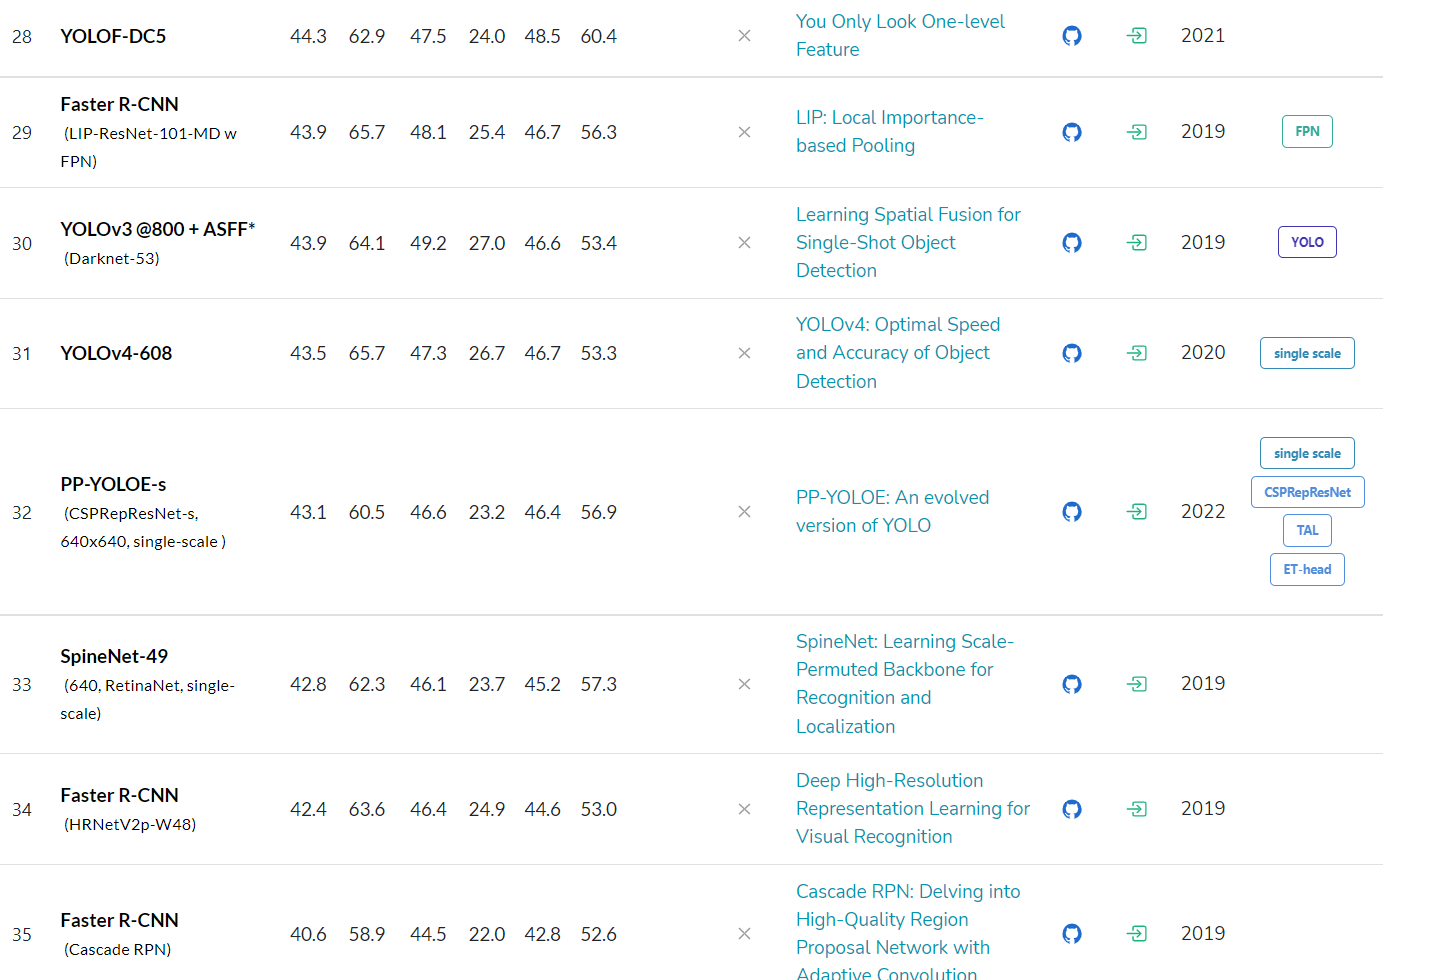 28 YOLOF-DC5 44.3 62.9 47.5 24.0 48.5 60.4 × You Only Look One-level Feature 2021
29 Faster R-CNN (LIP-ResNet-101-MD w FPN) 43.9 65.7 48.1 25.4 46.7 56.3 × LIP: Local Importance-based Pooling 2019 FPN
30 YOLOv3 @800 + ASFF* (Darknet-53) 43.9 64.1 49.2 27.0 46.6 53.4 × Learning Spatial Fusion for Single-Shot Object Detection 2019 YOLO
31 YOLOv4-608 43.5 65.7 47.3 26.7 46.7 53.3 × YOLOv4: Optimal Speed and Accuracy of Object Detection 2020 single scale
32 PP-YOLOE-s (CSPRepResNet-s, 640x640, single-scale ) 43.1 60.5 46.6 23.2 46.4 56.9 × PP-YOLOE: An evolved version of YOLO 2022 single scale CSPRepResNet TAL ET-head
33 SpineNet-49 (640, RetinaNet, single-scale) 42.8 62.3 46.1 23.7 45.2 57.3 × SpineNet: Learning Scale-Permuted Backbone for Recognition and Localization 2019
34 Faster R-CNN (HRNetV2p-W48) 42.4 63.6 46.4 24.9 44.6 53.0 × Deep High-Resolution Representation Learning for Visual Recognition 2019
35 Faster R-CNN (Cascade RPN) 40.6 58.9 44.5 22.0 42.8 52.6 × Cascade RPN: Delving into High-Quality Region Proposal Network with Adaptive Convolution 2019